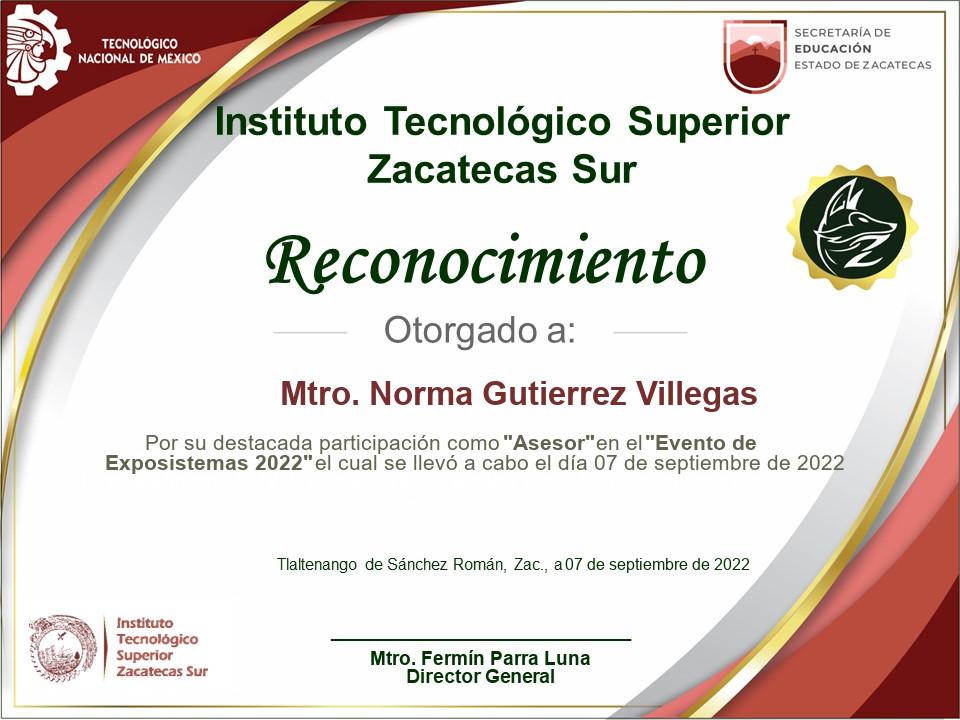 TECNOLÓGICO
NACIONAL DE MÉXICO
SECRETARÍA DE
EDUCACIÓN
ESTADO DE ZACATECAS
Instituto Tecnológico Superior
Zacatecas Sur
Reconocimiento
Otorgado a:
Mtro. Norma Gutierrez Villegas
Por su destacada participación como "Asesor" en el "Evento de
Exposistemas 2022" el cual se llevó a cabo el día 07 de septiembre de 2022
Tlaltenango de Sánchez Román, Zac., a 07 de septiembre de 2022
Instituto
Tecnológico
Superior
Zacatecas Sur
Mtro. Fermín Parra Luna
Director General